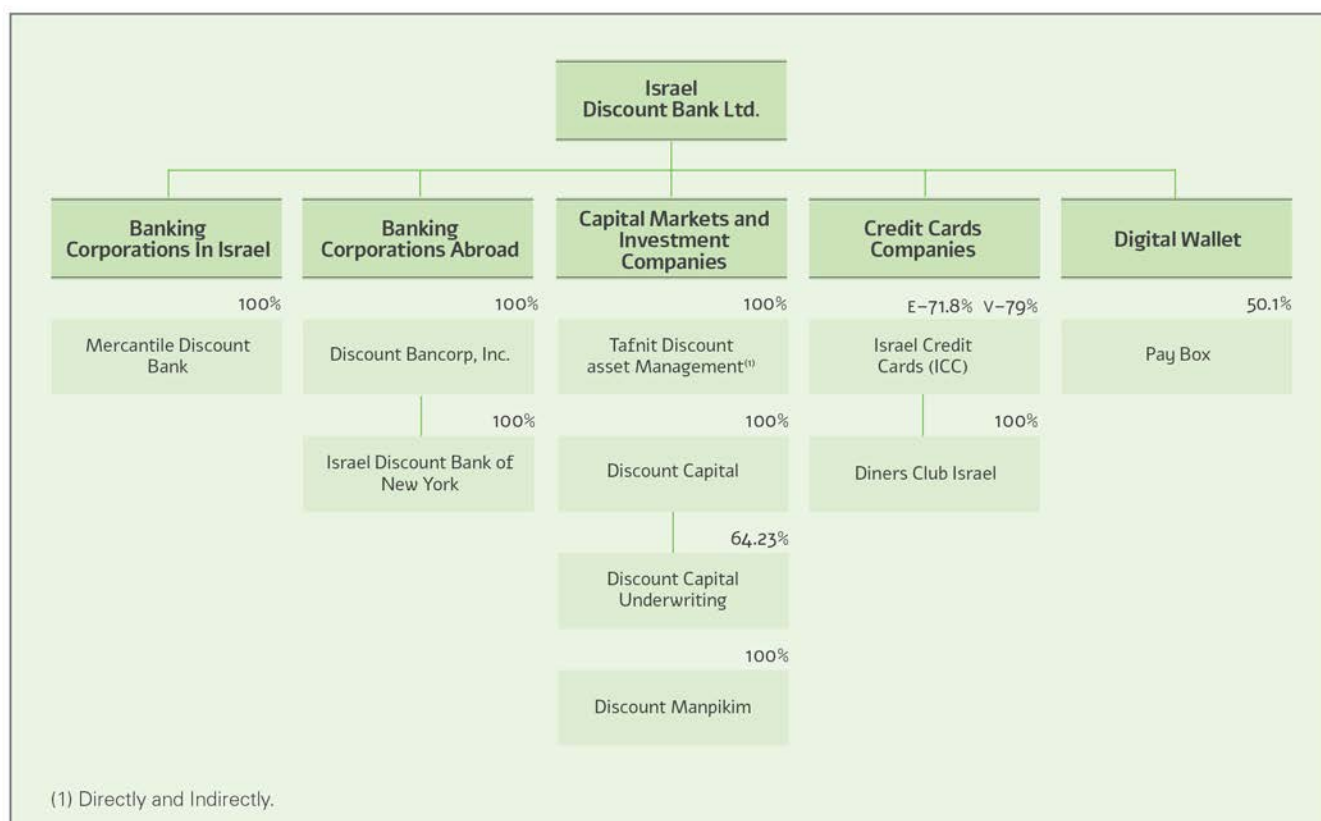 Israel
Discount Bank Ltd.
Banking
Corporations In Israel
Banking
Corporations Abroad
Capital Markets and
Investment
Companies
Credit Cards
Companies
Digital Wallet
100%
Mercantile Discount
Bank
100%
Discount Bancorp, Inc.
100%
Israel Discount Bank of
New York
100%
Tafnit Discount
asset Management⁽¹⁾
100%
Discount Capital
64.23%
Discount Capital
Underwriting
100%
Discount Manpikim
E–71.8% V–79%
Israel Credit
Cards (ICC)
100%
Diners Club Israel
50.1%
Pay Box
(1) Directly and Indirectly.